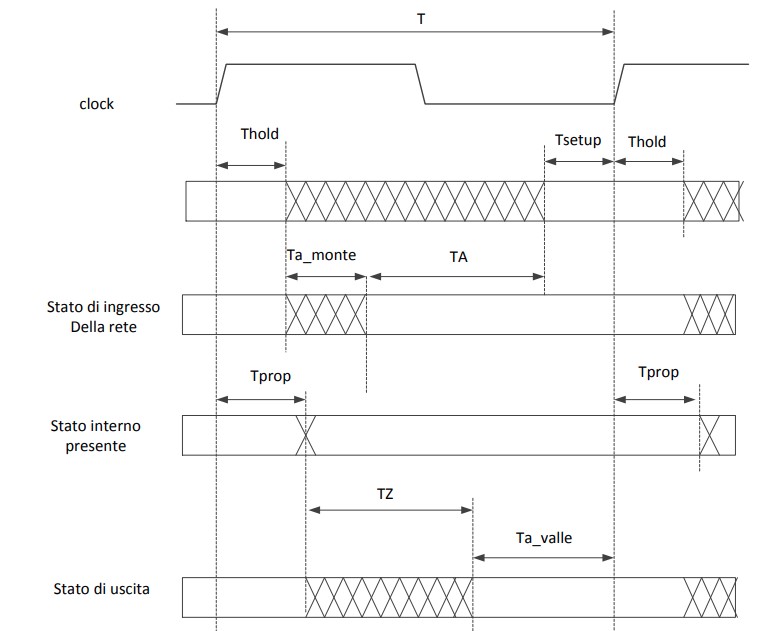 T
clock
Thold
Tsetup
Thold
Ta_monte
TA
Stato di ingresso
Della rete
Tprop
Tprop
Stato interno
presente
TZ
Ta_valle
Stato di uscita